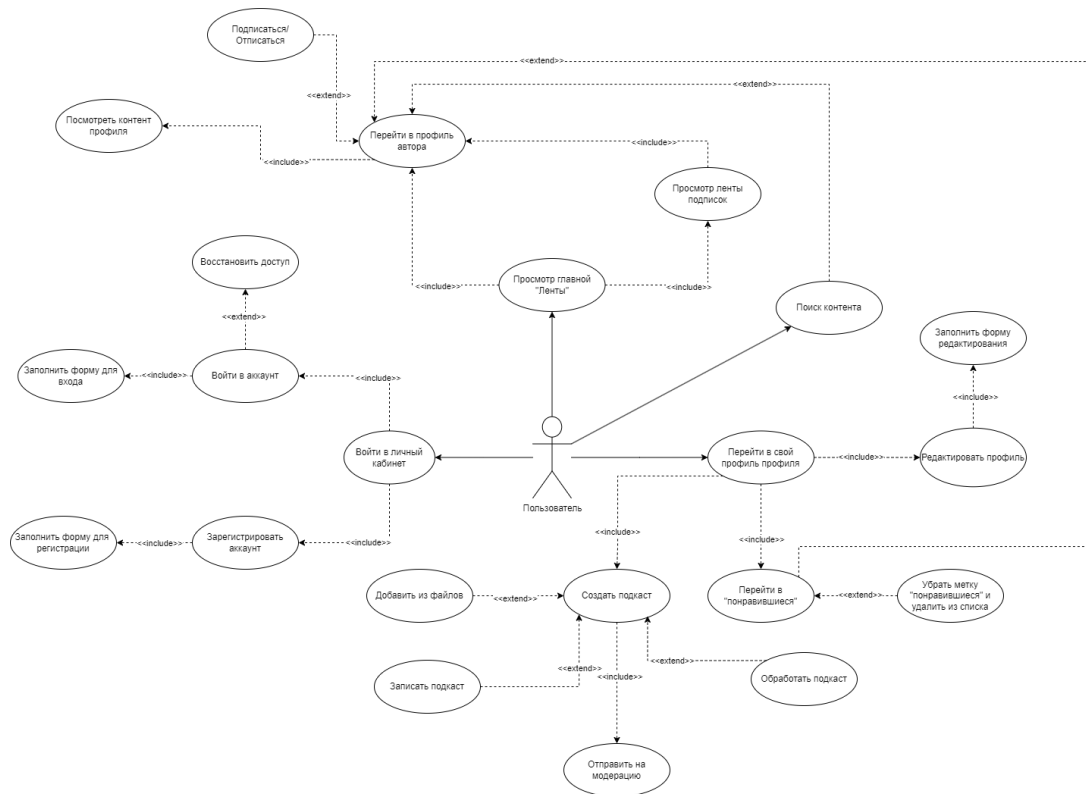 Подписаться/
Отписаться
<<extend>>
<<extend>>
<<extend>>
Посмотреть контент
профиля
Перейти в профиль
автора
<<include>>
<<include>>
Просмотр ленты
подписок
Восстановить доступ
Просмотр главной
"Ленты"
<<include>>
<<include>>
Поиск контента
<<extend>>
Заполнить форму
редактирования
Заполнить форму для
входа
<<include>>
Войти в аккаунт
<<include>>
<<include>>
Войти в личный
кабинет
Перейти в свой
профиль профиля
<<include>>
Редактировать профиль
Пользователь
Заполнить форму для
регистрации
<<include>>
Зарегистрировать
аккаунт
<<include>>
<<extend>>
<<include>>
Добавить из файлов
<<extend>>
Создать подкаст
Перейти в
"понравившиеся"
<<extend>>
Убрать метку
"понравившиеся" и
удалить из списка
<<extend>>
<<include>>
<<extend>>
Записать подкаст
Обработать подкаст
Отправить на
модерацию